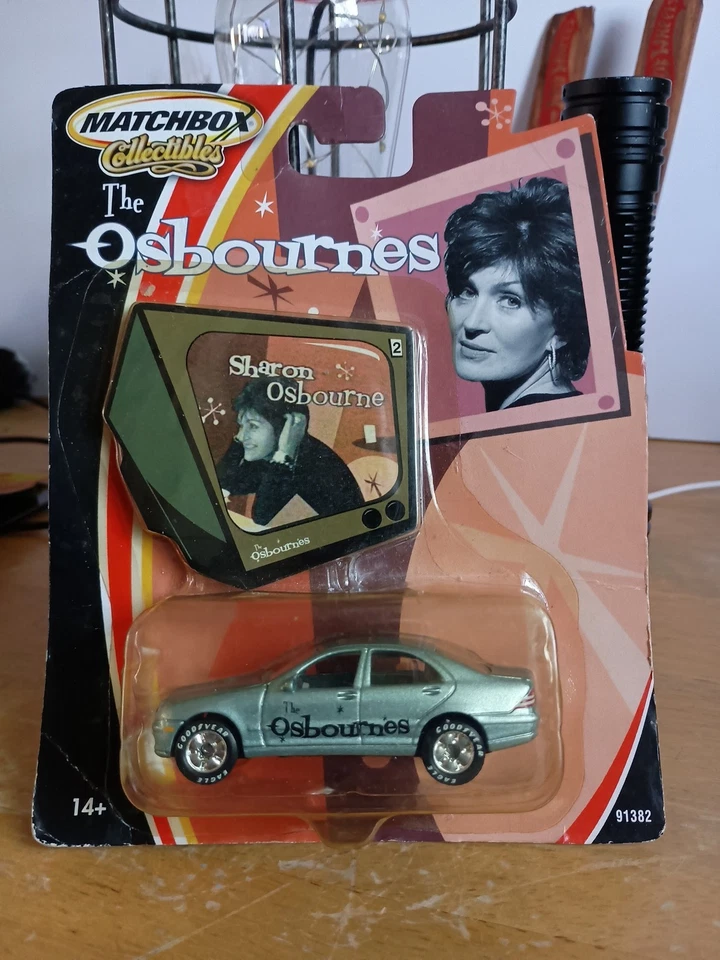 MATCHBOX
Collectibles
The
Osbournes
2
Sharon
Osbourne
The
Osbournes
The
Osbournes
GOODYEAR
EAGLE
GOODYEAR
EAGLE
14+
91382